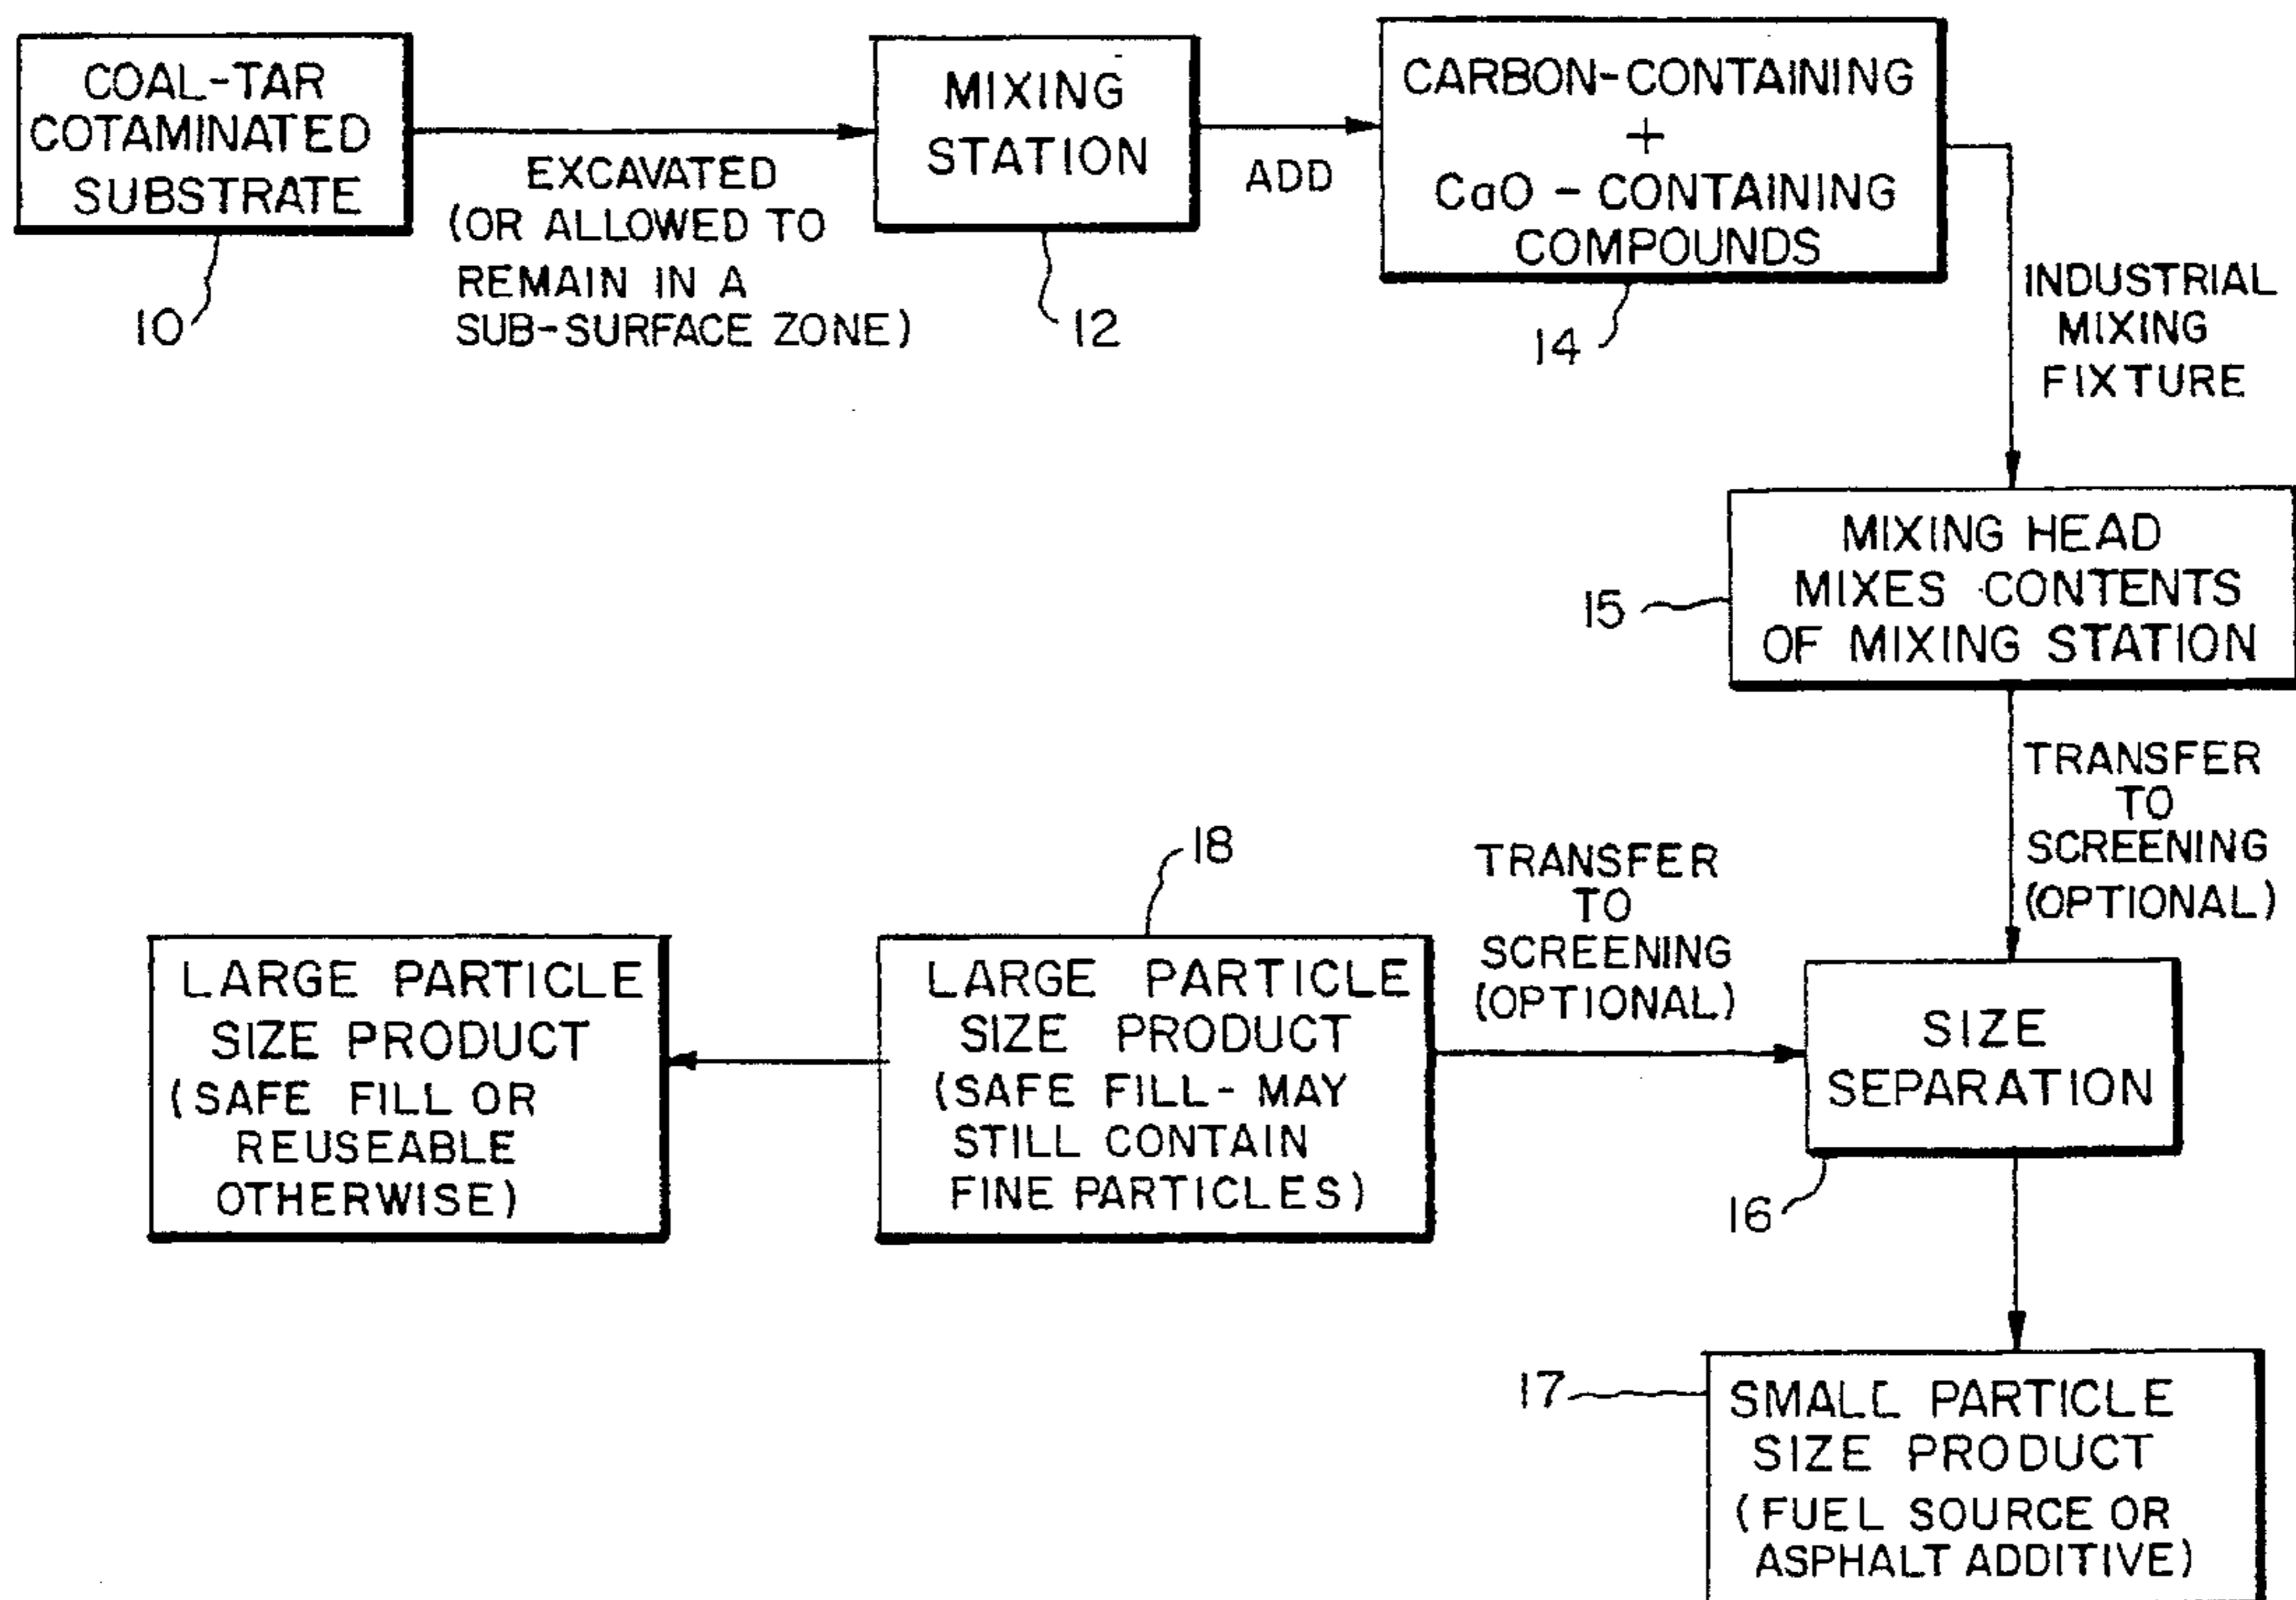 COAL-TAR
COTAMINATED
SUBSTRATE
10
EXCAVATED
(OR ALLOWED TO
REMAIN IN A
SUB-SURFACE ZONE)
MIXING
STATION
12
ADD
CARBON-CONTAINING
+
CaO - CONTAINING
COMPOUNDS
14
INDUSTRIAL
MIXING
FIXTURE
MIXING HEAD
MIXES CONTENTS
OF MIXING STATION
15
TRANSFER
TO
SCREENING
(OPTIONAL)
SIZE
SEPARATION
16
TRANSFER
TO
SCREENING
(OPTIONAL)
18
LARGE PARTICLE
SIZE PRODUCT
(SAFE FILL- MAY
STILL CONTAIN
FINE PARTICLES)
LARGE PARTICLE
SIZE PRODUCT
(SAFE FILL OR
REUSEABLE
OTHERWISE)
17
SMALL PARTICLE
SIZE PRODUCT
(FUEL SOURCE OR
ASPHALT ADDITIVE)